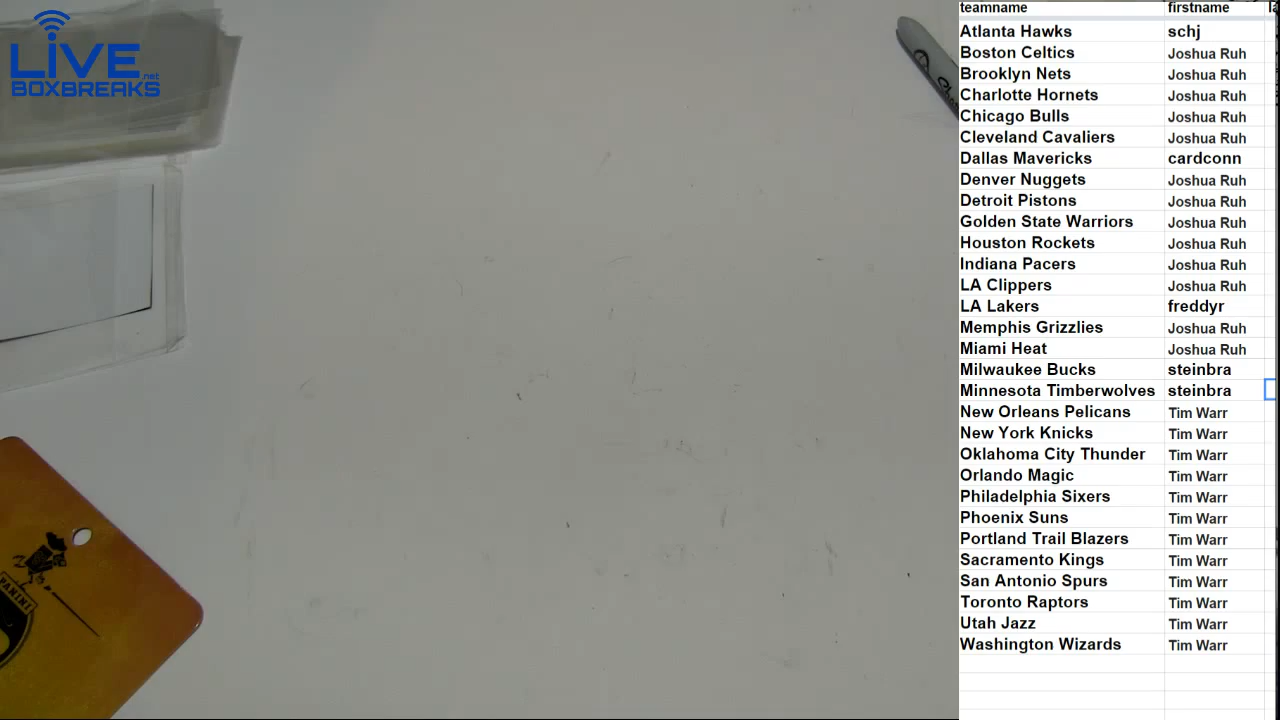 LIVE.net
BOXBREAKS
PANINI
teamname firstname
Atlanta Hawks schj
Boston Celtics Joshua Ruh
Brooklyn Nets Joshua Ruh
Charlotte Hornets Joshua Ruh
Chicago Bulls Joshua Ruh
Cleveland Cavaliers Joshua Ruh
Dallas Mavericks cardconn
Denver Nuggets Joshua Ruh
Detroit Pistons Joshua Ruh
Golden State Warriors Joshua Ruh
Houston Rockets Joshua Ruh
Indiana Pacers Joshua Ruh
LA Clippers Joshua Ruh
LA Lakers freddyr
Memphis Grizzlies Joshua Ruh
Miami Heat Joshua Ruh
Milwaukee Bucks steinbra
Minnesota Timberwolves steinbra
New Orleans Pelicans Tim Warr
New York Knicks Tim Warr
Oklahoma City Thunder Tim Warr
Orlando Magic Tim Warr
Philadelphia Sixers Tim Warr
Phoenix Suns Tim Warr
Portland Trail Blazers Tim Warr
Sacramento Kings Tim Warr
San Antonio Spurs Tim Warr
Toronto Raptors Tim Warr
Utah Jazz Tim Warr
Washington Wizards Tim Warr